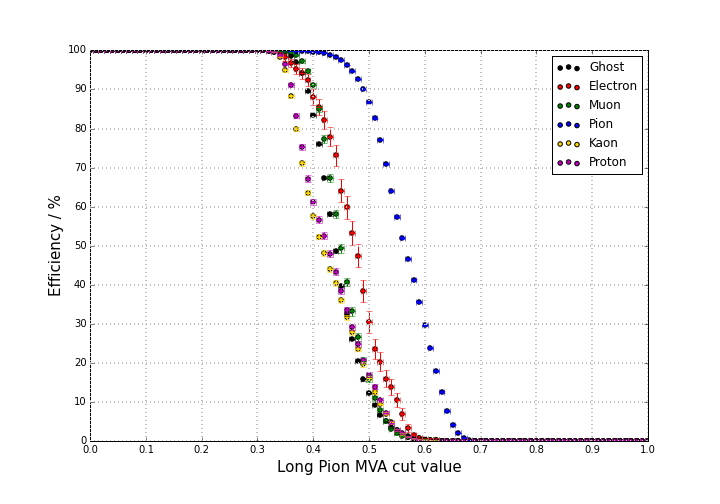 100
90
80
70
60
50
40
30
20
10
0
Efficiency / %
Ghost
Electron
Muon
Pion
Kaon
Proton
0.0 0.1 0.2 0.3 0.4 0.5 0.6 0.7 0.8 0.9 1.0
Long Pion MVA cut value